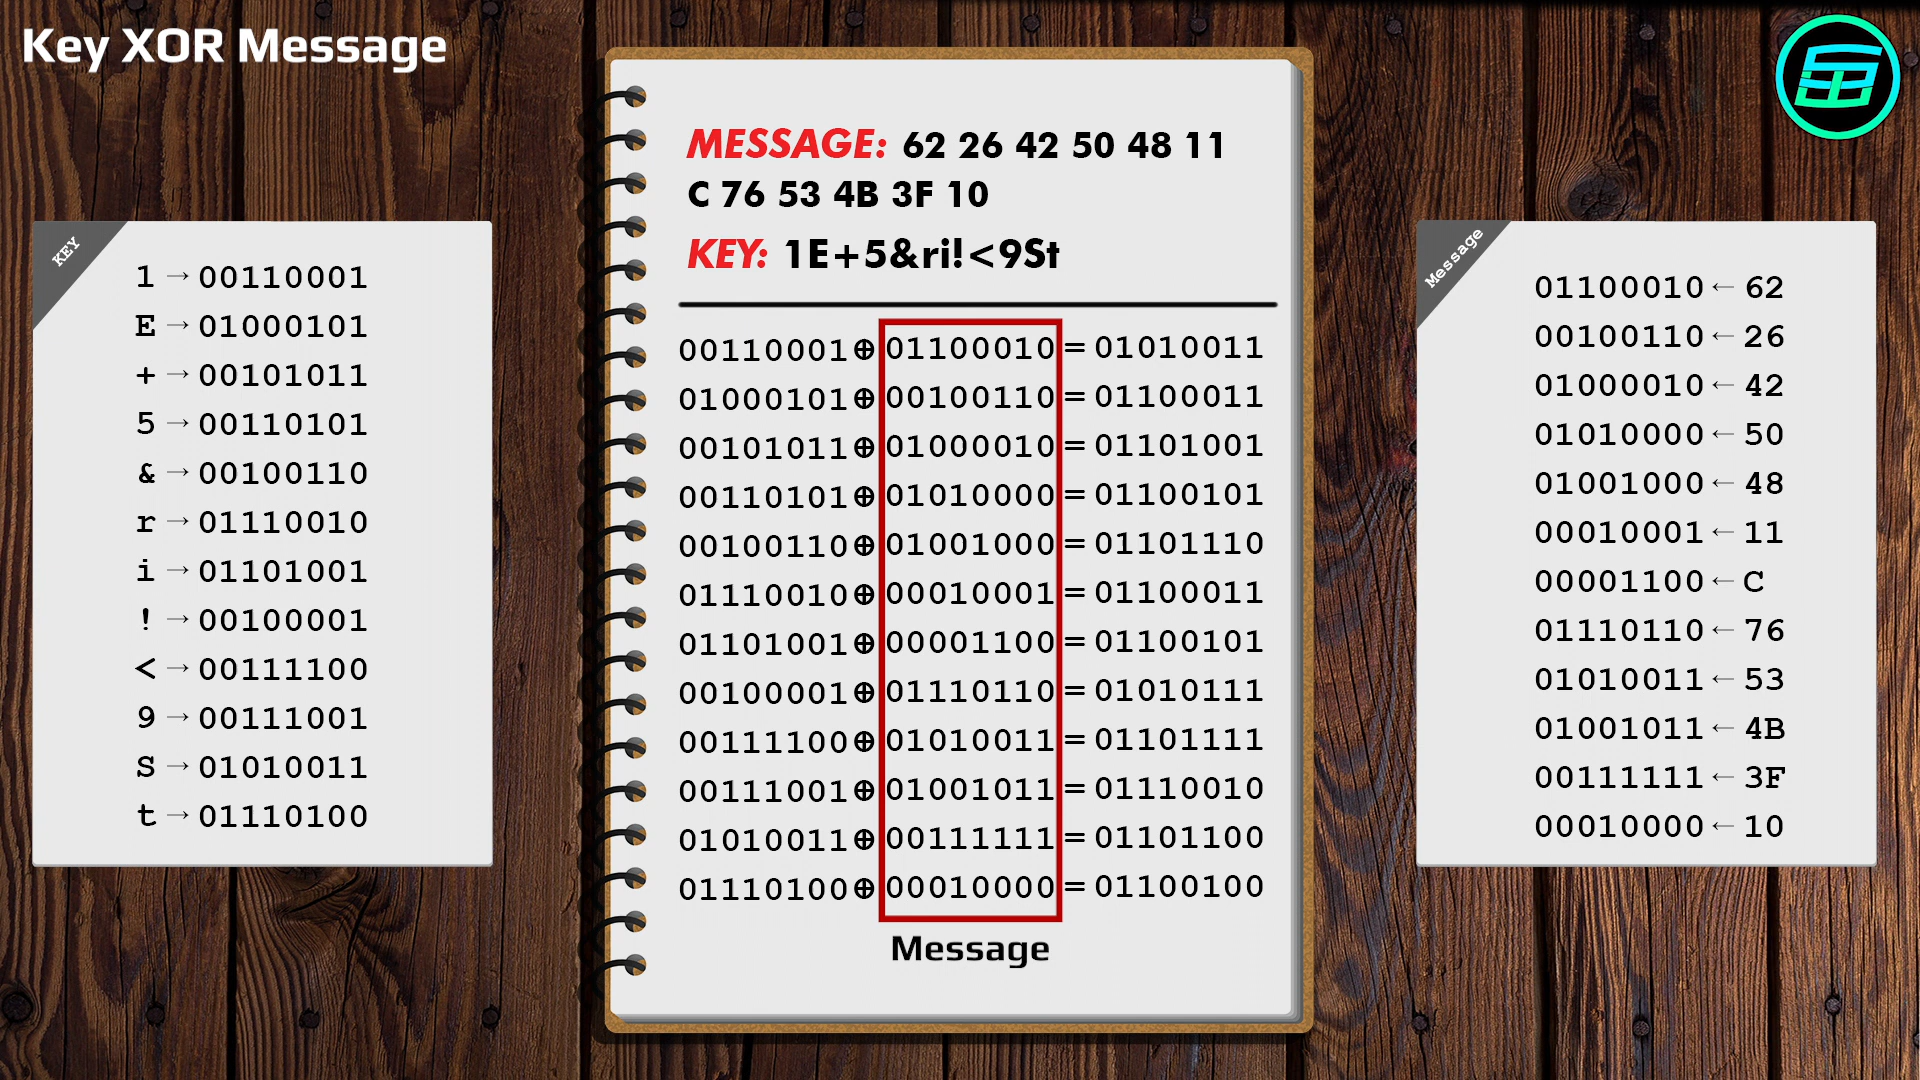 Key XOR Message
KEY
1 → 00110001
E → 01000101
+ → 00101011
5 → 00110101
& → 00100110
r → 01110010
i → 01101001
! → 00100001
< → 00111100
9 → 00111001
S → 01010011
t → 01110100
MESSAGE: 62 26 42 50 48 11
C 76 53 4B 3F 10
KEY: 1E+5&ri!<9St
00110001⊕01100010=01010011
01000101⊕00100110=01100011
00101011⊕01000010=01101001
00110101⊕01010000=01100101
00100110⊕01001000=01101110
01110010⊕00010001=01100011
01101001⊕00001100=01100101
00100001⊕01110110=01010111
00111100⊕01010011=01101111
00111001⊕01001011=01110010
01010011⊕00111111=01101100
01110100⊕00010000=01100100
Message
Message
01100010 ← 62
00100110 ← 26
01000010 ← 42
01010000 ← 50
01001000 ← 48
00010001 ← 11
00001100 ← C
01110110 ← 76
01010011 ← 53
01001011 ← 4B
00111111 ← 3F
00010000 ← 10